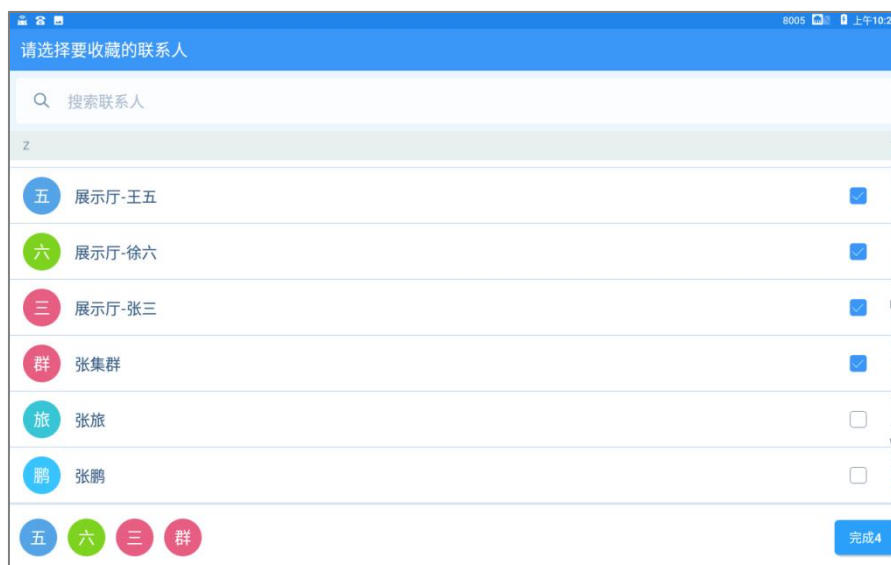 8005 上午10:2
请选择要收藏的联系人
搜索联系人
Z
五 展示厅-王五
六 展示厅-徐六
三 展示厅-张三
群 张集群
旅 张旅
鹏 张鹏
五 六 三 群 完成4